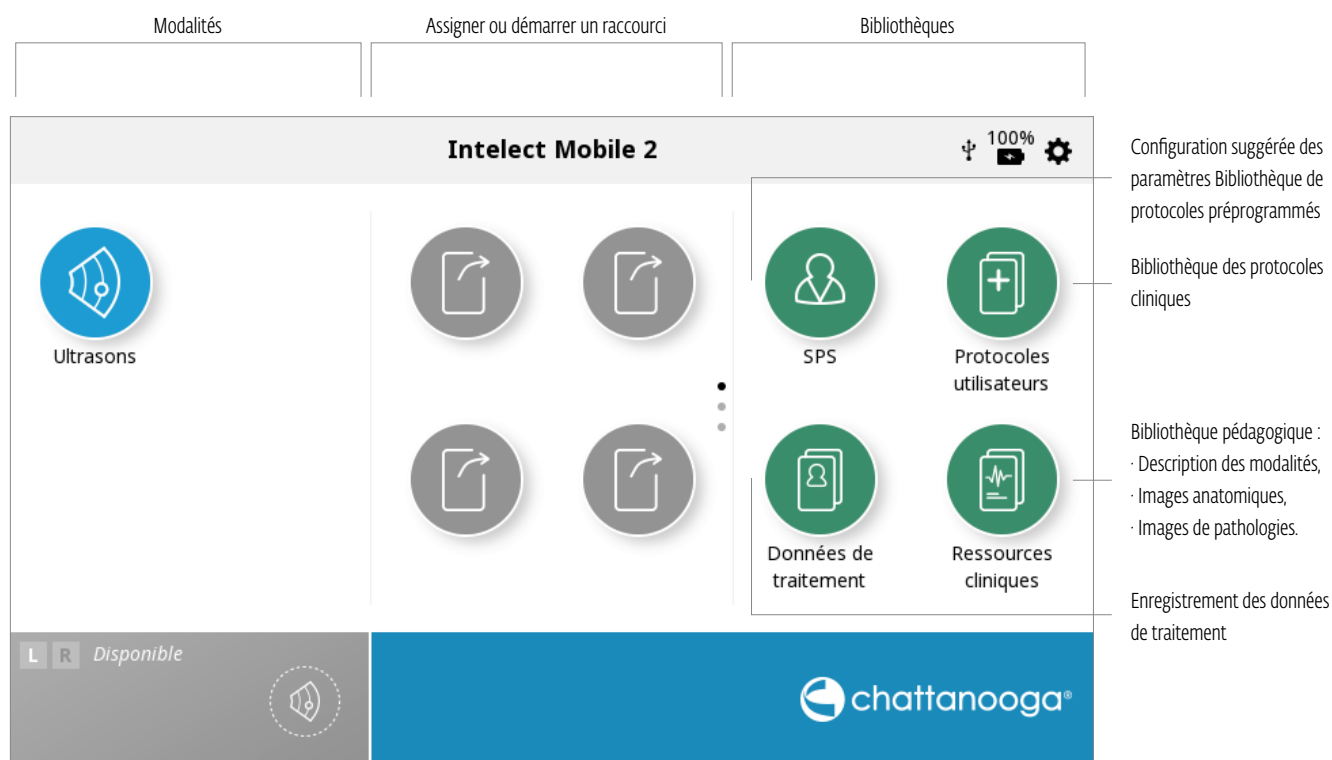 Modalités
Assigner ou démarrer un raccourci
Bibliothèques
Intelect Mobile 2
100%
Configuration suggérée des
paramètres Bibliothèque de
protocoles préprogrammés
Bibliothèque des protocoles
cliniques
Ultrasons
SPS
Protocoles
utilisateurs
Bibliothèque pédagogique :
· Description des modalités,
· Images anatomiques,
· Images de pathologies.
Données de
traitement
Ressources
cliniques
Enregistrement des données
de traitement
L R Disponible
chattanooga®